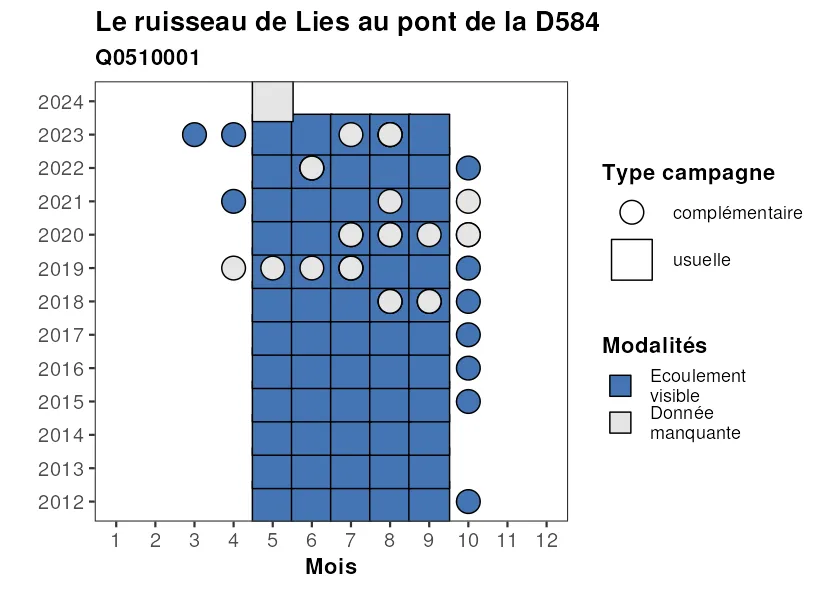 Le ruisseau de Lies au pont de la D584
Q0510001
2024
2023
2022
2021
2020
2019
2018
2017
2016
2015
2014
2013
2012
1 2 3 4 5 6 7 8 9 10 11 12
Mois
Type campagne
complémentaire
usuelle
Modalités
Ecoulement
visible
Donnée
manquante